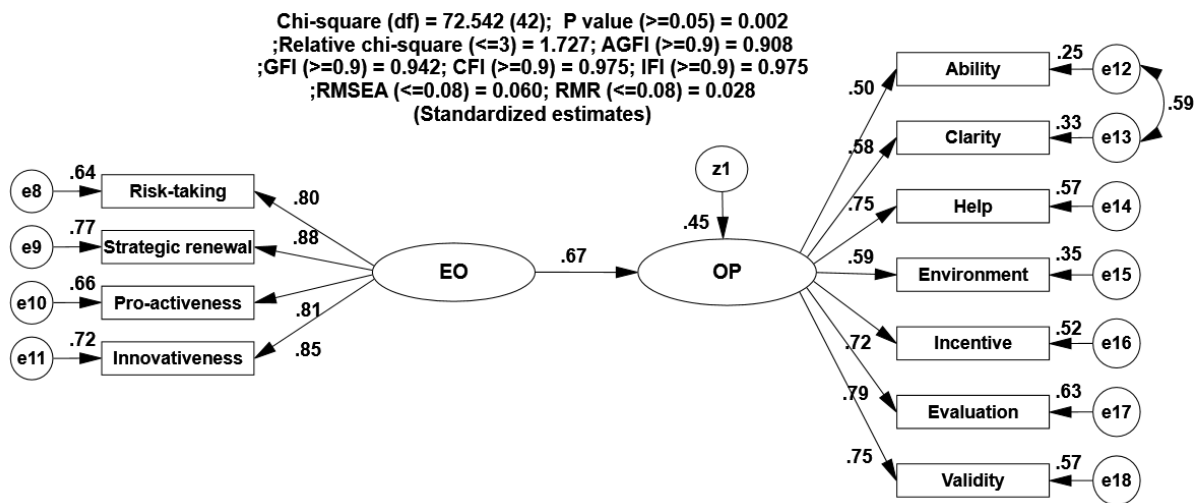 Chi-square (df) = 72.542 (42);  P value (>=0.05) = 0.002
;Relative chi-square (<=3) = 1.727; AGFI (>=0.9) = 0.908
;GFI (>=0.9) = 0.942; CFI (>=0.9) = 0.975; IFI (>=0.9) = 0.975
;RMSEA (<=0.08) = 0.060; RMR (<=0.08) = 0.028
(Standardized estimates)
e8 .64 Risk-taking .80
e9 .77 Strategic renewal .88
e10 .66 Pro-activeness .81
e11 .72 Innovativeness .85
EO .67 OP
z1
.45
.50 Ability .25 e12
.59
.58 Clarity .33 e13
.75 Help .57 e14
.59 Environment .35 e15
.72 Incentive .52 e16
.79 Evaluation .63 e17
.75 Validity .57 e18